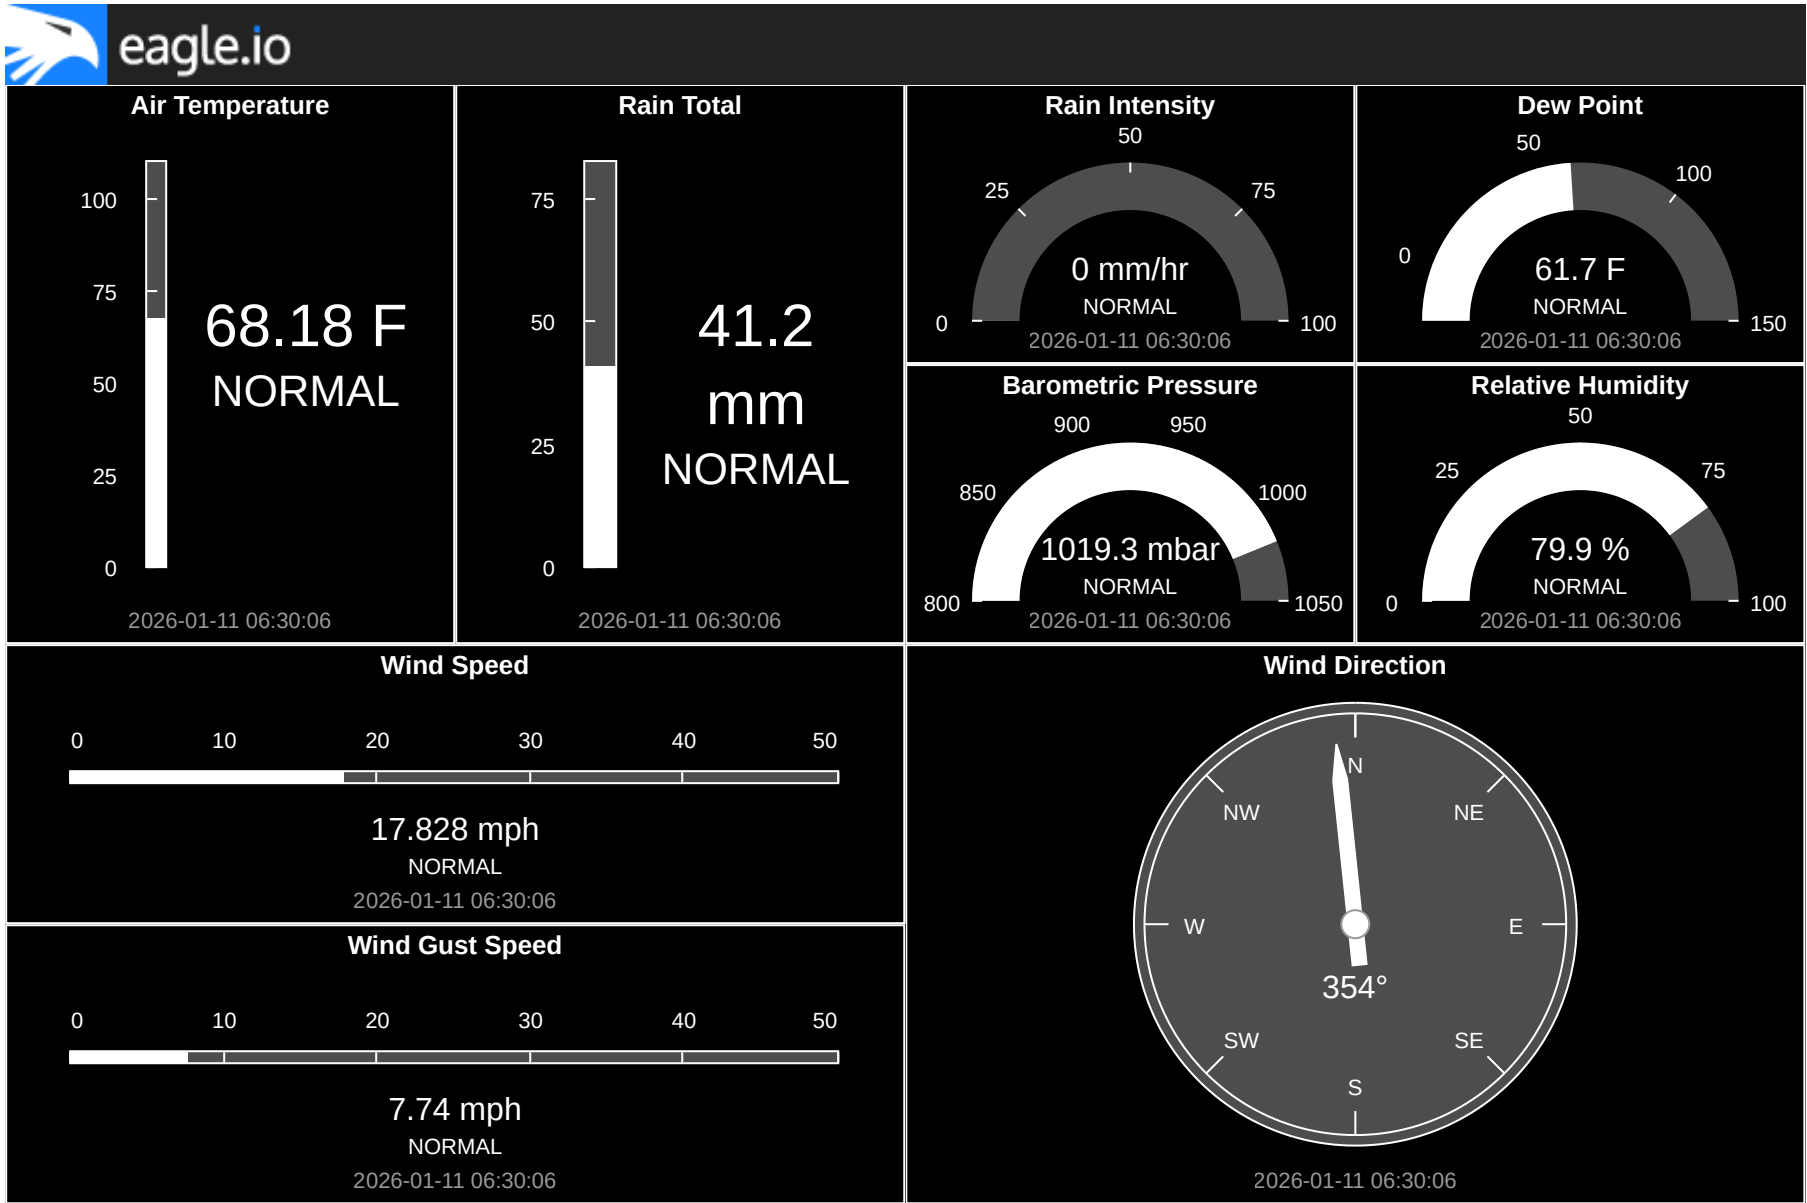 eagle.io
Air Temperature
100
75
50
25
0
68.18 F
NORMAL
2026-01-11 06:30:06
Rain Total
75
50
25
0
41.2
mm
NORMAL
2026-01-11 06:30:06
Rain Intensity
50
25
75
0
100
0 mm/hr
NORMAL
2026-01-11 06:30:06
Dew Point
50
100
0
150
61.7 F
NORMAL
2026-01-11 06:30:06
Barometric Pressure
900
950
850
1000
800
1050
1019.3 mbar
NORMAL
2026-01-11 06:30:06
Relative Humidity
50
25
75
0
100
79.9 %
NORMAL
2026-01-11 06:30:06
Wind Speed
0 10 20 30 40 50
17.828 mph
NORMAL
2026-01-11 06:30:06
Wind Gust Speed
0 10 20 30 40 50
7.74 mph
NORMAL
2026-01-11 06:30:06
Wind Direction
N
NW
NE
W
E
354°
SW
SE
S
2026-01-11 06:30:06